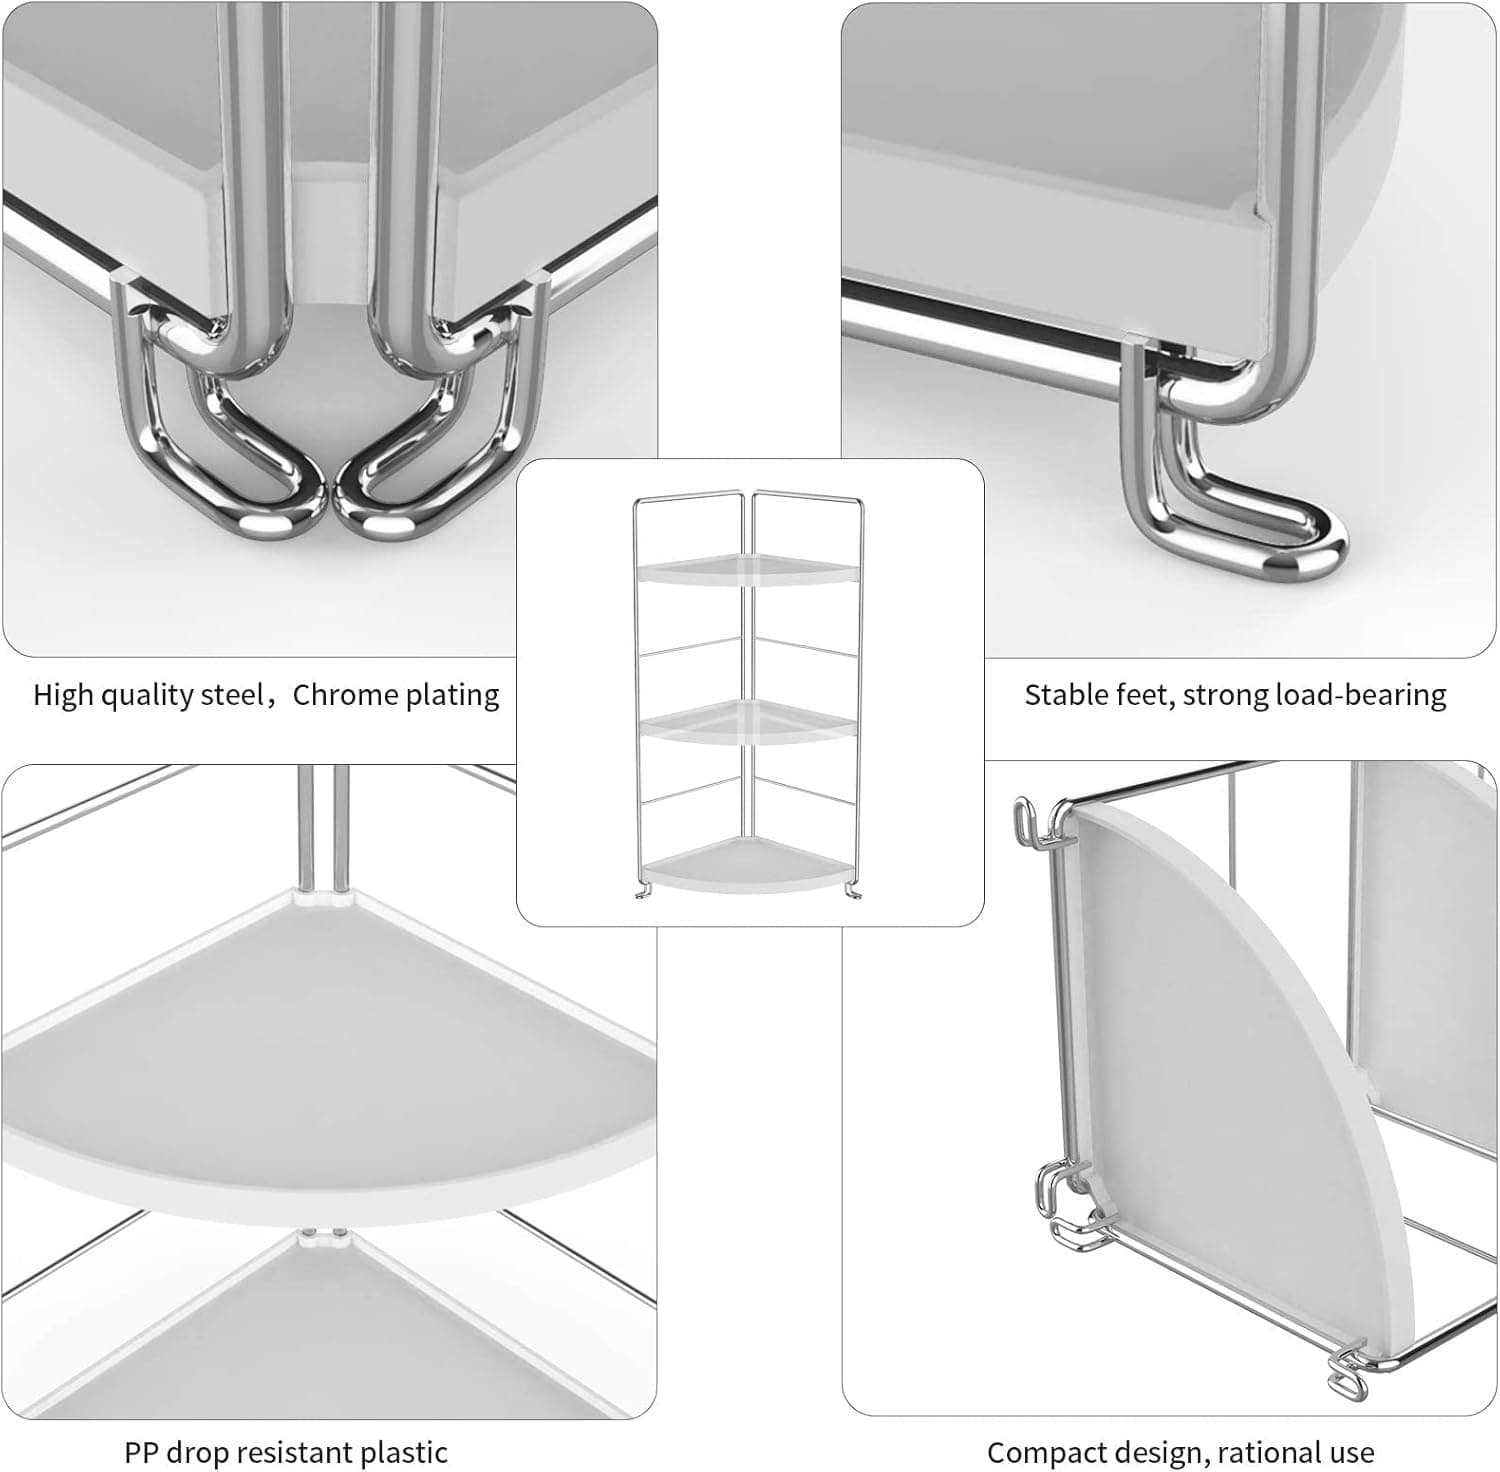 High quality steel，Chrome plating
Stable feet, strong load-bearing
PP drop resistant plastic
Compact design, rational use